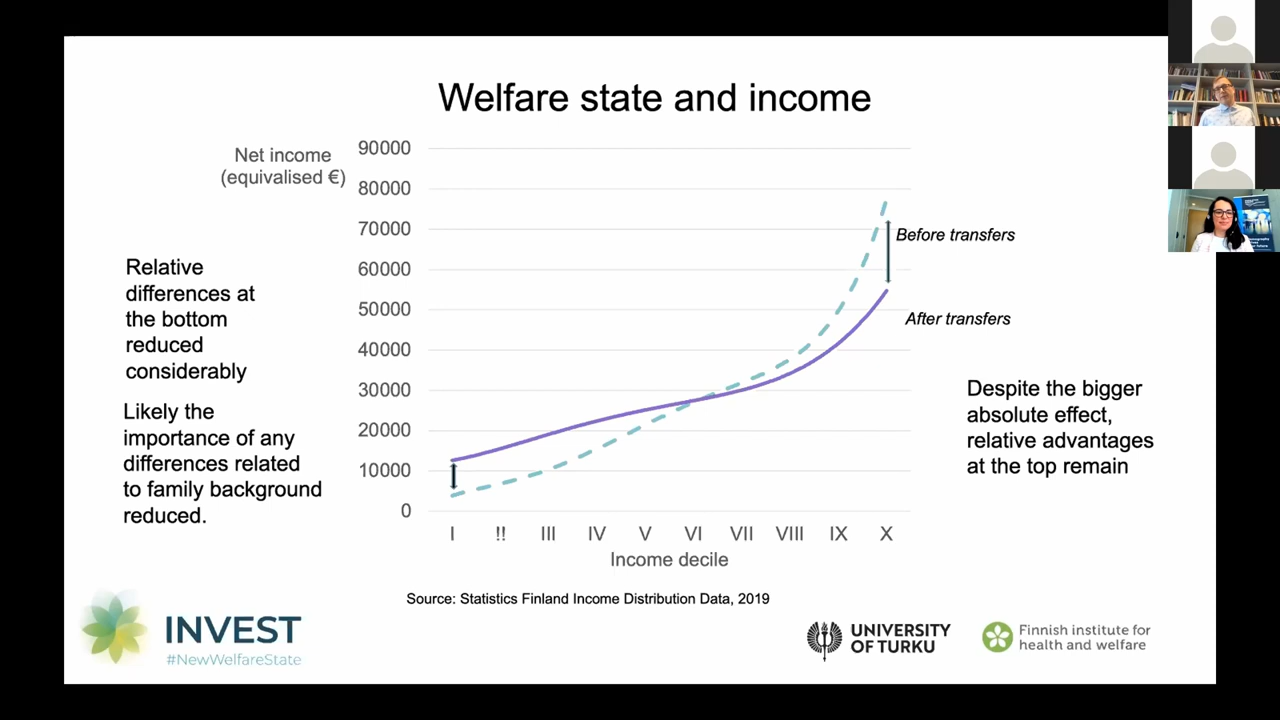 Welfare state and income
Net income
(equivalised €)
90000
80000
70000
60000
50000
40000
30000
20000
10000
0
Before transfers
After transfers
Relative
differences at
the bottom
reduced
considerably
Likely the
importance of any
differences related
to family background
reduced.
Despite the bigger
absolute effect,
relative advantages
at the top remain
I !! III IV V VI VII VIII IX X
Income decile
Source: Statistics Finland Income Distribution Data, 2019
INVEST
#NewWelfareState
UNIVERSITY
OF TURKU
Finnish institute for
health and welfare